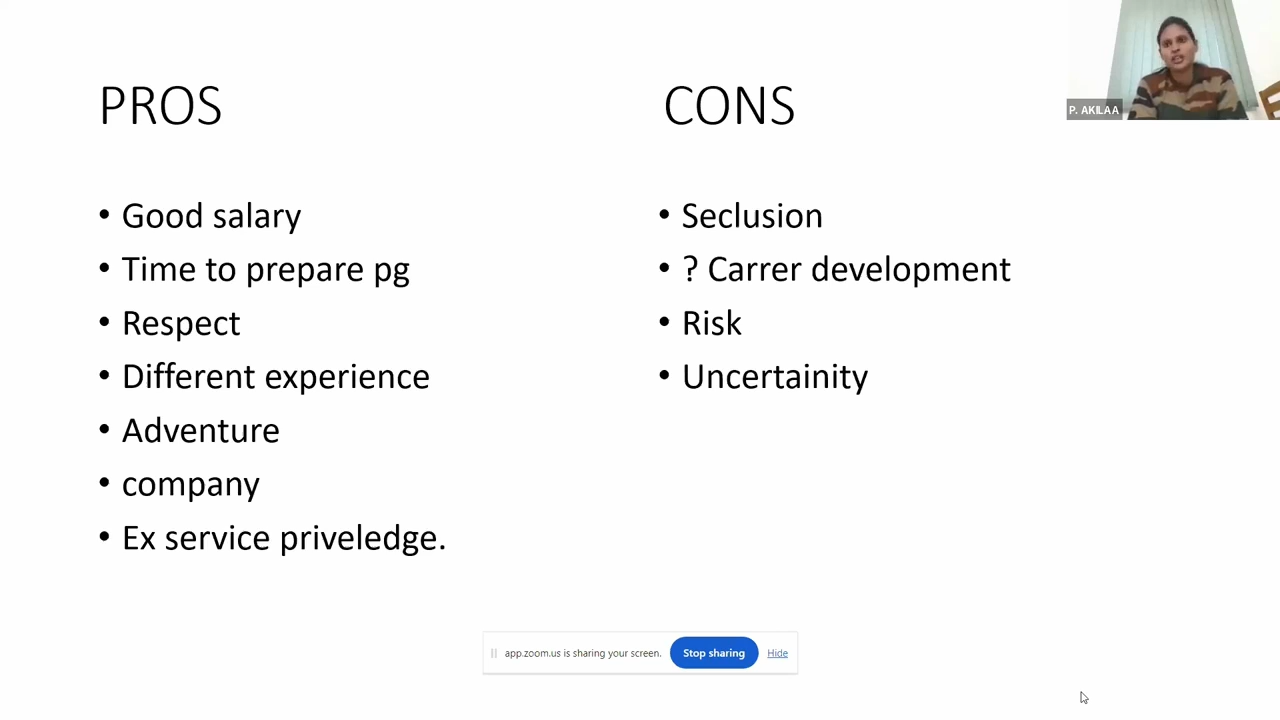 PROS
• Good salary
• Time to prepare pg
• Respect
• Different experience
• Adventure
• company
• Ex service priveledge.
CONS
• Seclusion
• ? Carrer development
• Risk
• Uncertainity
P. AKILAA
app.zoom.us is sharing your screen. Stop sharing Hide